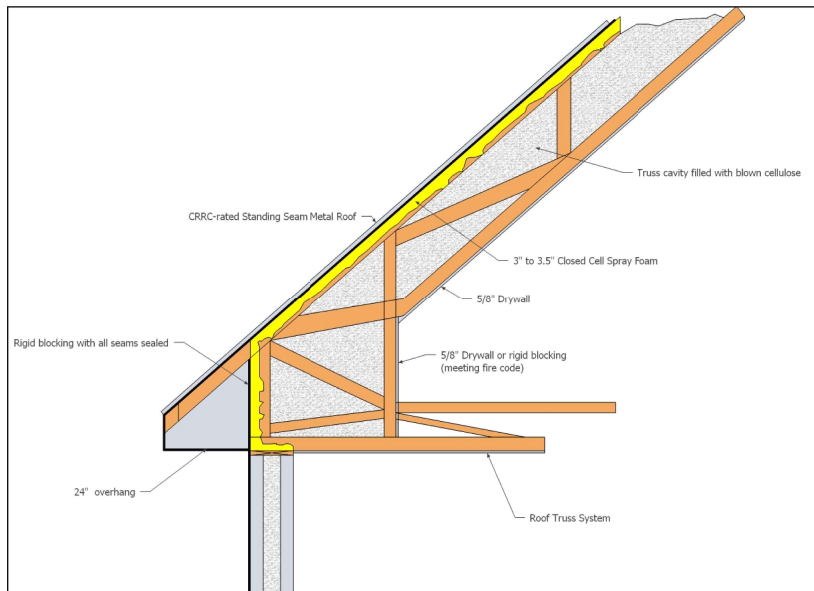 Truss cavity filled with blown cellulose
CRRC-rated Standing Seam Metal Roof
3" to 3.5" Closed Cell Spray Foam
5/8" Drywall
Rigid blocking with all seams sealed
5/8" Drywall or rigid blocking
(meeting fire code)
24" overhang
Roof Truss System